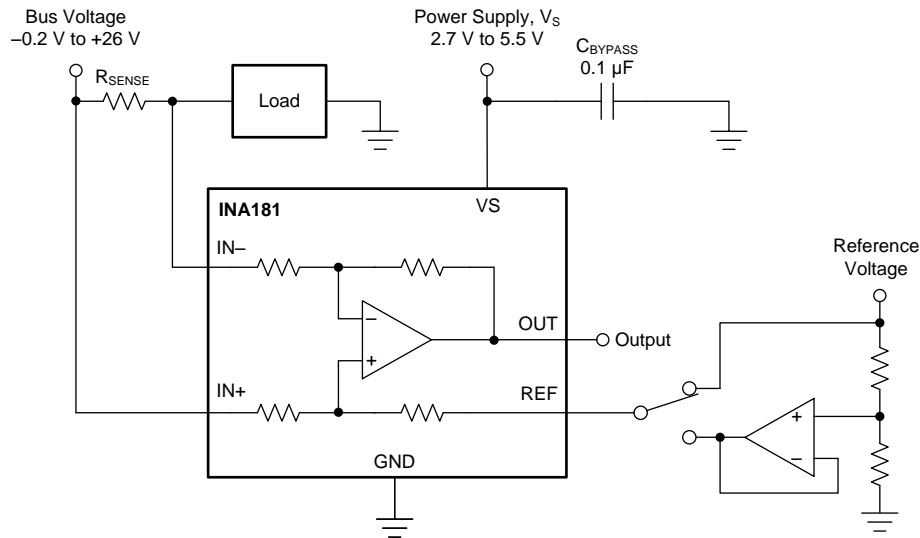 Bus Voltage
–0.2 V to +26 V
Power Supply, VS
2.7 V to 5.5 V
CBYPASS
0.1 µF
RSENSE
Load
INA181
VS
IN–
Reference
Voltage
–
OUT
Output
+
IN+
REF
+
–
GND